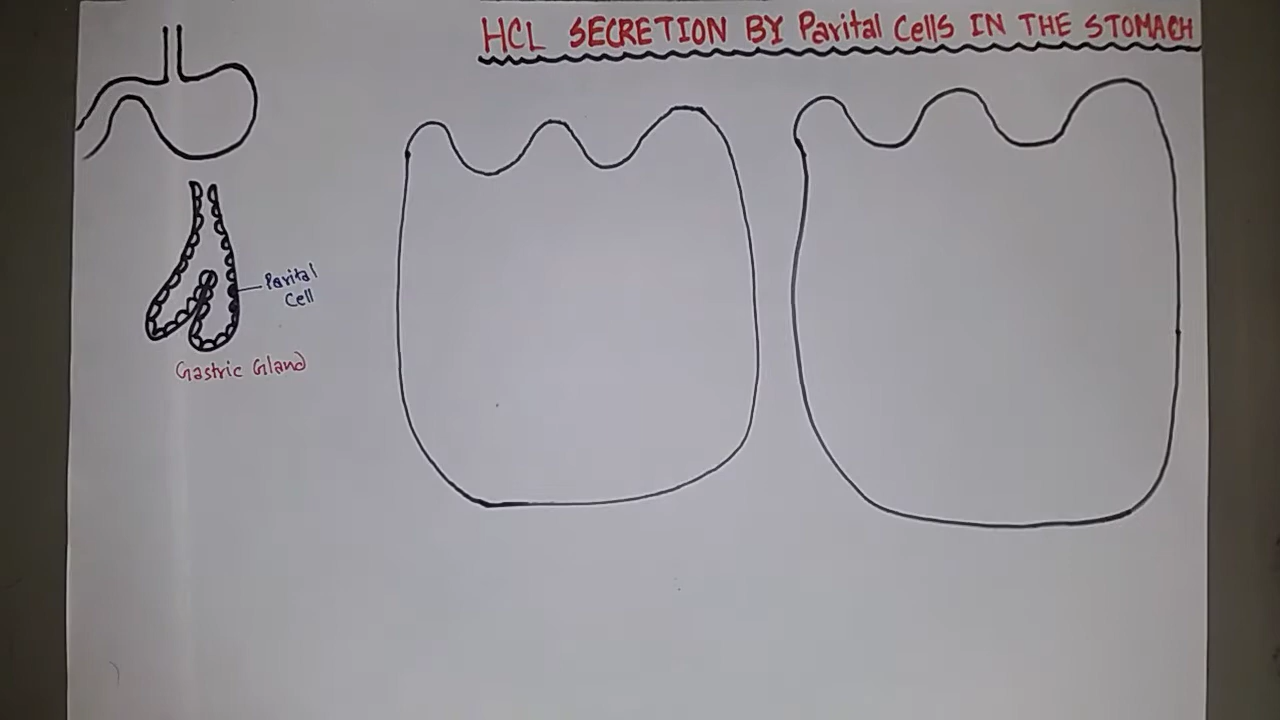 HCL SECRETION BY Parital Cells IN THE STOMACH
Parital
Cell
Gastric Gland